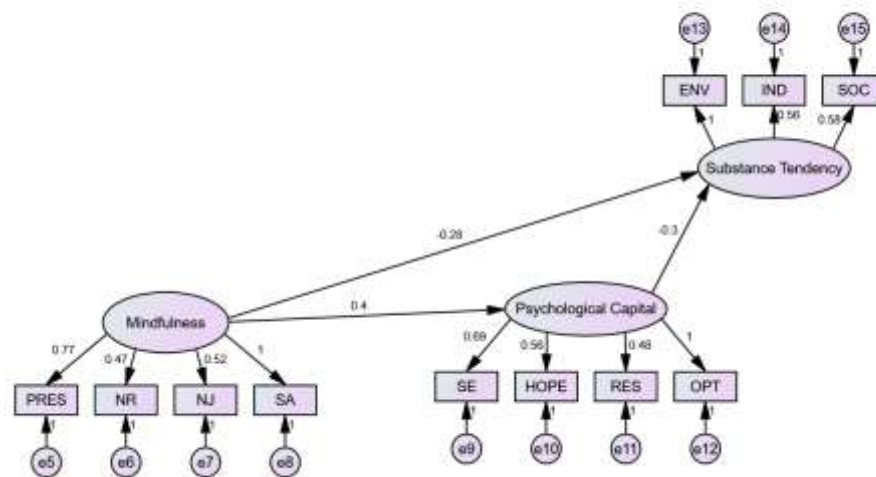 e13 e14 e15
1 1 1
ENV IND SOC
1 0.56 0.58
Substance Tendency
-0.28
-0.3
Mindfulness
0.4
Psychological Capital
0.77 0.47 0.52 1
0.69 0.56 0.48 1
PRES NR NJ SA
SE HOPE RES OPT
1 1 1 1
1 1 1 1
e5 e6 e7 e8
e9 e10 e11 e12